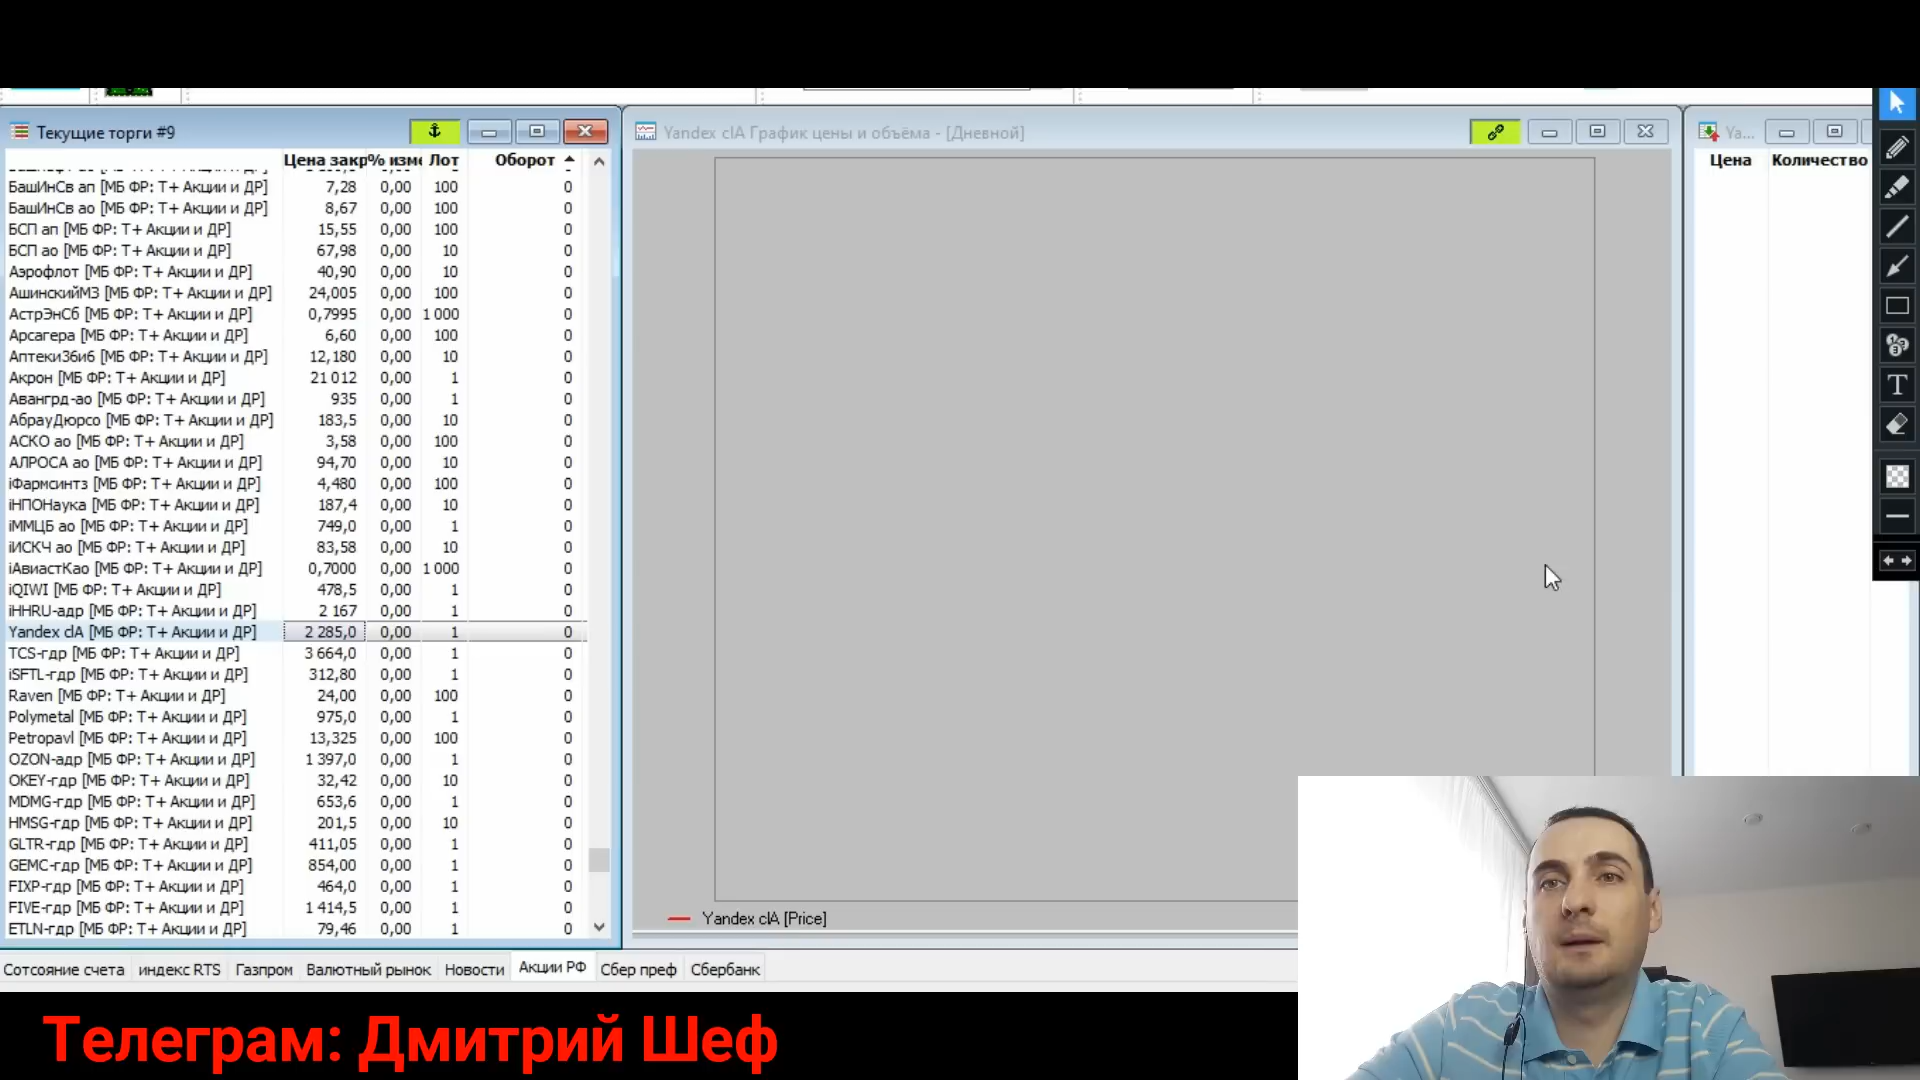 Текущие торги #9
Цена закр % изме Лот Оборот
БашИнСв ап [МБ ФР: Т+ Акции и ДР] 7,28 0,00 100 0
БашИнСв ао [МБ ФР: Т+ Акции и ДР] 8,67 0,00 100 0
БСП ап [МБ ФР: Т+ Акции и ДР] 15,55 0,00 100 0
БСП ао [МБ ФР: Т+ Акции и ДР] 67,98 0,00 10 0
Аэрофлот [МБ ФР: Т+ Акции и ДР] 40,90 0,00 10 0
АшинскийМЗ [МБ ФР: Т+ Акции и ДР] 24,005 0,00 100 0
АстрЭнСб [МБ ФР: Т+ Акции и ДР] 0,7995 0,00 1 000 0
Арсагера [МБ ФР: Т+ Акции и ДР] 6,60 0,00 100 0
Аптеки36и6 [МБ ФР: Т+ Акции и ДР] 12,180 0,00 10 0
Акрон [МБ ФР: Т+ Акции и ДР] 21 012 0,00 1 0
Авангрд-ао [МБ ФР: Т+ Акции и ДР] 935 0,00 1 0
АбрауДюрсо [МБ ФР: Т+ Акции и ДР] 183,5 0,00 10 0
АСКО ао [МБ ФР: Т+ Акции и ДР] 3,58 0,00 100 0
АЛРОСА ао [МБ ФР: Т+ Акции и ДР] 94,70 0,00 10 0
iФармсинтз [МБ ФР: Т+ Акции и ДР] 4,480 0,00 100 0
iНПОНаука [МБ ФР: Т+ Акции и ДР] 187,4 0,00 10 0
iММЦБ ао [МБ ФР: Т+ Акции и ДР] 749,0 0,00 1 0
iИСКЧ ао [МБ ФР: Т+ Акции и ДР] 83,58 0,00 10 0
iАвиастКао [МБ ФР: Т+ Акции и ДР] 0,7000 0,00 1 000 0
iQIWI [МБ ФР: Т+ Акции и ДР] 478,5 0,00 1 0
iHHRU-адр [МБ ФР: Т+ Акции и ДР] 2 167 0,00 1 0
Yandex clA [МБ ФР: Т+ Акции и ДР] 2 285,0 0,00 1 0
TCS-гдр [МБ ФР: Т+ Акции и ДР] 3 664,0 0,00 1 0
iSFTL-гдр [МБ ФР: Т+ Акции и ДР] 312,80 0,00 1 0
Raven [МБ ФР: Т+ Акции и ДР] 24,00 0,00 100 0
Polymetal [МБ ФР: Т+ Акции и ДР] 975,0 0,00 1 0
Petropavl [МБ ФР: Т+ Акции и ДР] 13,325 0,00 100 0
OZON-адр [МБ ФР: Т+ Акции и ДР] 1 397,0 0,00 1 0
OKEY-гдр [МБ ФР: Т+ Акции и ДР] 32,42 0,00 10 0
MDMG-гдр [МБ ФР: Т+ Акции и ДР] 653,6 0,00 1 0
HMSG-гдр [МБ ФР: Т+ Акции и ДР] 201,5 0,00 10 0
GLTR-гдр [МБ ФР: Т+ Акции и ДР] 411,05 0,00 1 0
GEMC-гдр [МБ ФР: Т+ Акции и ДР] 854,00 0,00 1 0
FIXP-гдр [МБ ФР: Т+ Акции и ДР] 464,0 0,00 1 0
FIVE-гдр [МБ ФР: Т+ Акции и ДР] 1 414,5 0,00 1 0
ETLN-гдр [МБ ФР: Т+ Акции и ДР] 79,46 0,00 1 0
Yandex clA График цены и объёма - [Дневной]
Yandex clA [Price]
Ya...
Цена Количество
T
Сотсояние счета индекс RTS Газпром Валютный рынок Новости Акции РФ Сбер преф Сбербанк
Телеграм: Дмитрий Шеф